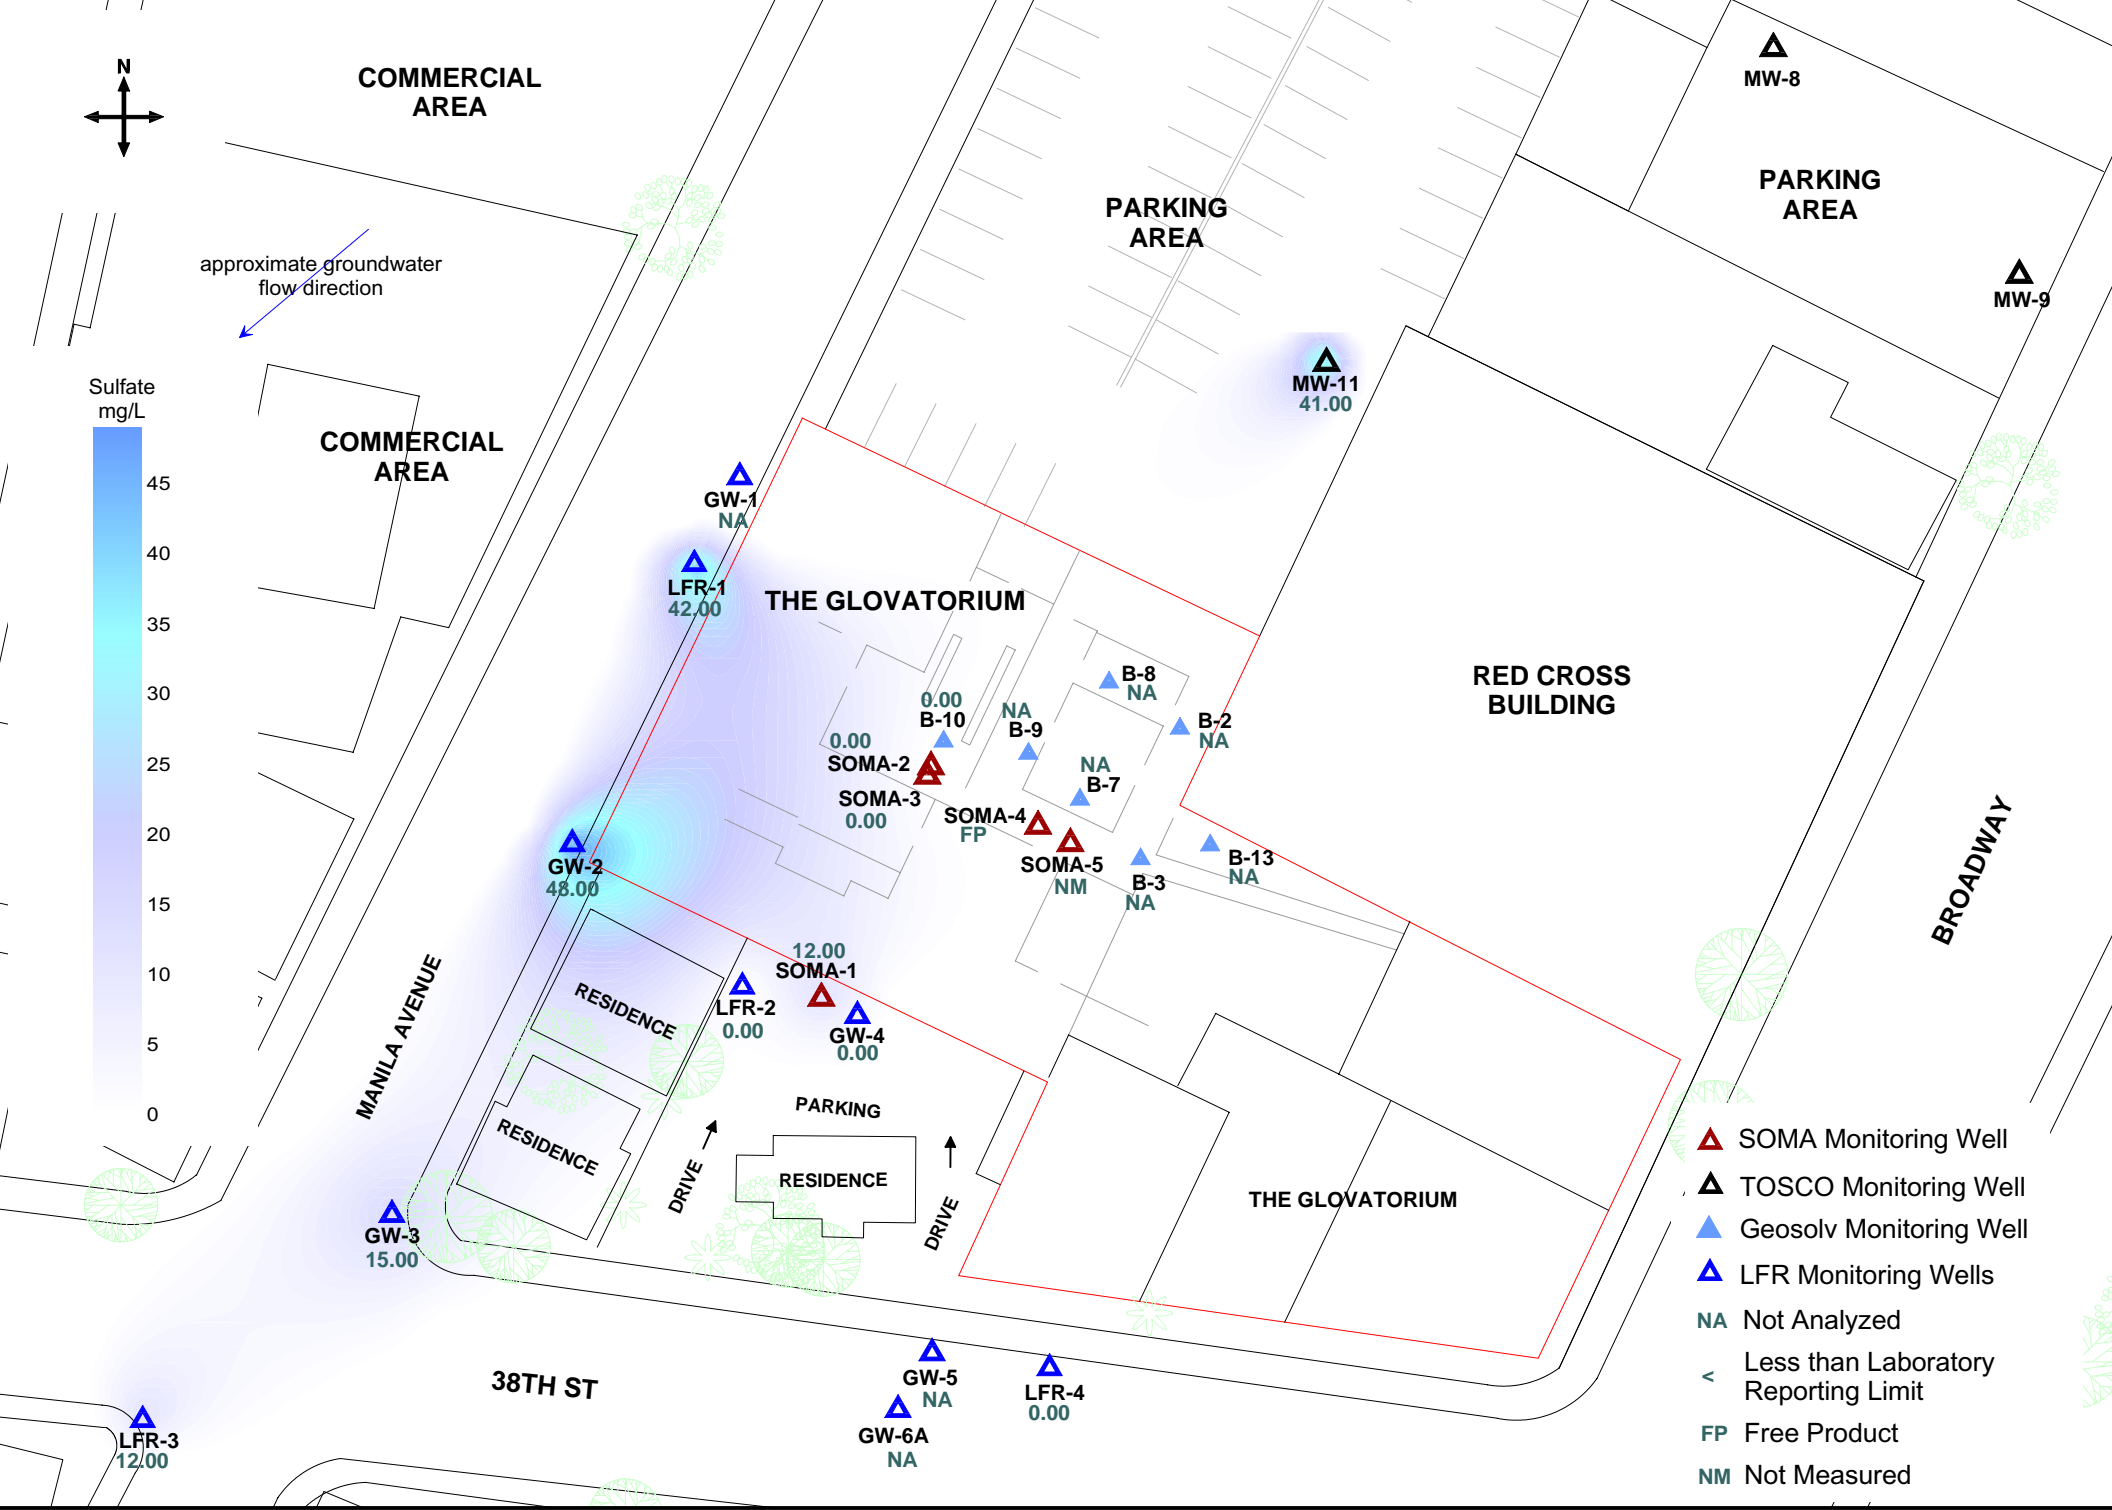 N
COMMERCIAL
AREA
MW-8
PARKING
AREA
PARKING
AREA
approximate groundwater
flow direction
MW-9
Sulfate
mg/L
MW-11
41.00
COMMERCIAL
AREA
45
40
35
30
25
20
15
10
5
0
GW-1
NA
LFR-1
42.00
THE GLOVATORIUM
RED CROSS
BUILDING
B-8
NA
0.00
B-10
NA
B-9
B-2
NA
0.00
SOMA-2
NA
B-7
SOMA-3
0.00
SOMA-4
FP
SOMA-5
NM
B-3
NA
B-13
NA
GW-2
48.00
BROADWAY
12.00
SOMA-1
LFR-2
0.00
GW-4
0.00
RESIDENCE
MANILA AVENUE
PARKING
RESIDENCE
DRIVE
RESIDENCE
DRIVE
THE GLOVATORIUM
GW-3
15.00
38TH ST
GW-5
NA
LFR-4
0.00
GW-6A
NA
LFR-3
12.00
SOMA Monitoring Well
TOSCO Monitoring Well
Geosolv Monitoring Well
LFR Monitoring Wells
NA Not Analyzed
< Less than Laboratory
Reporting Limit
FP Free Product
NM Not Measured